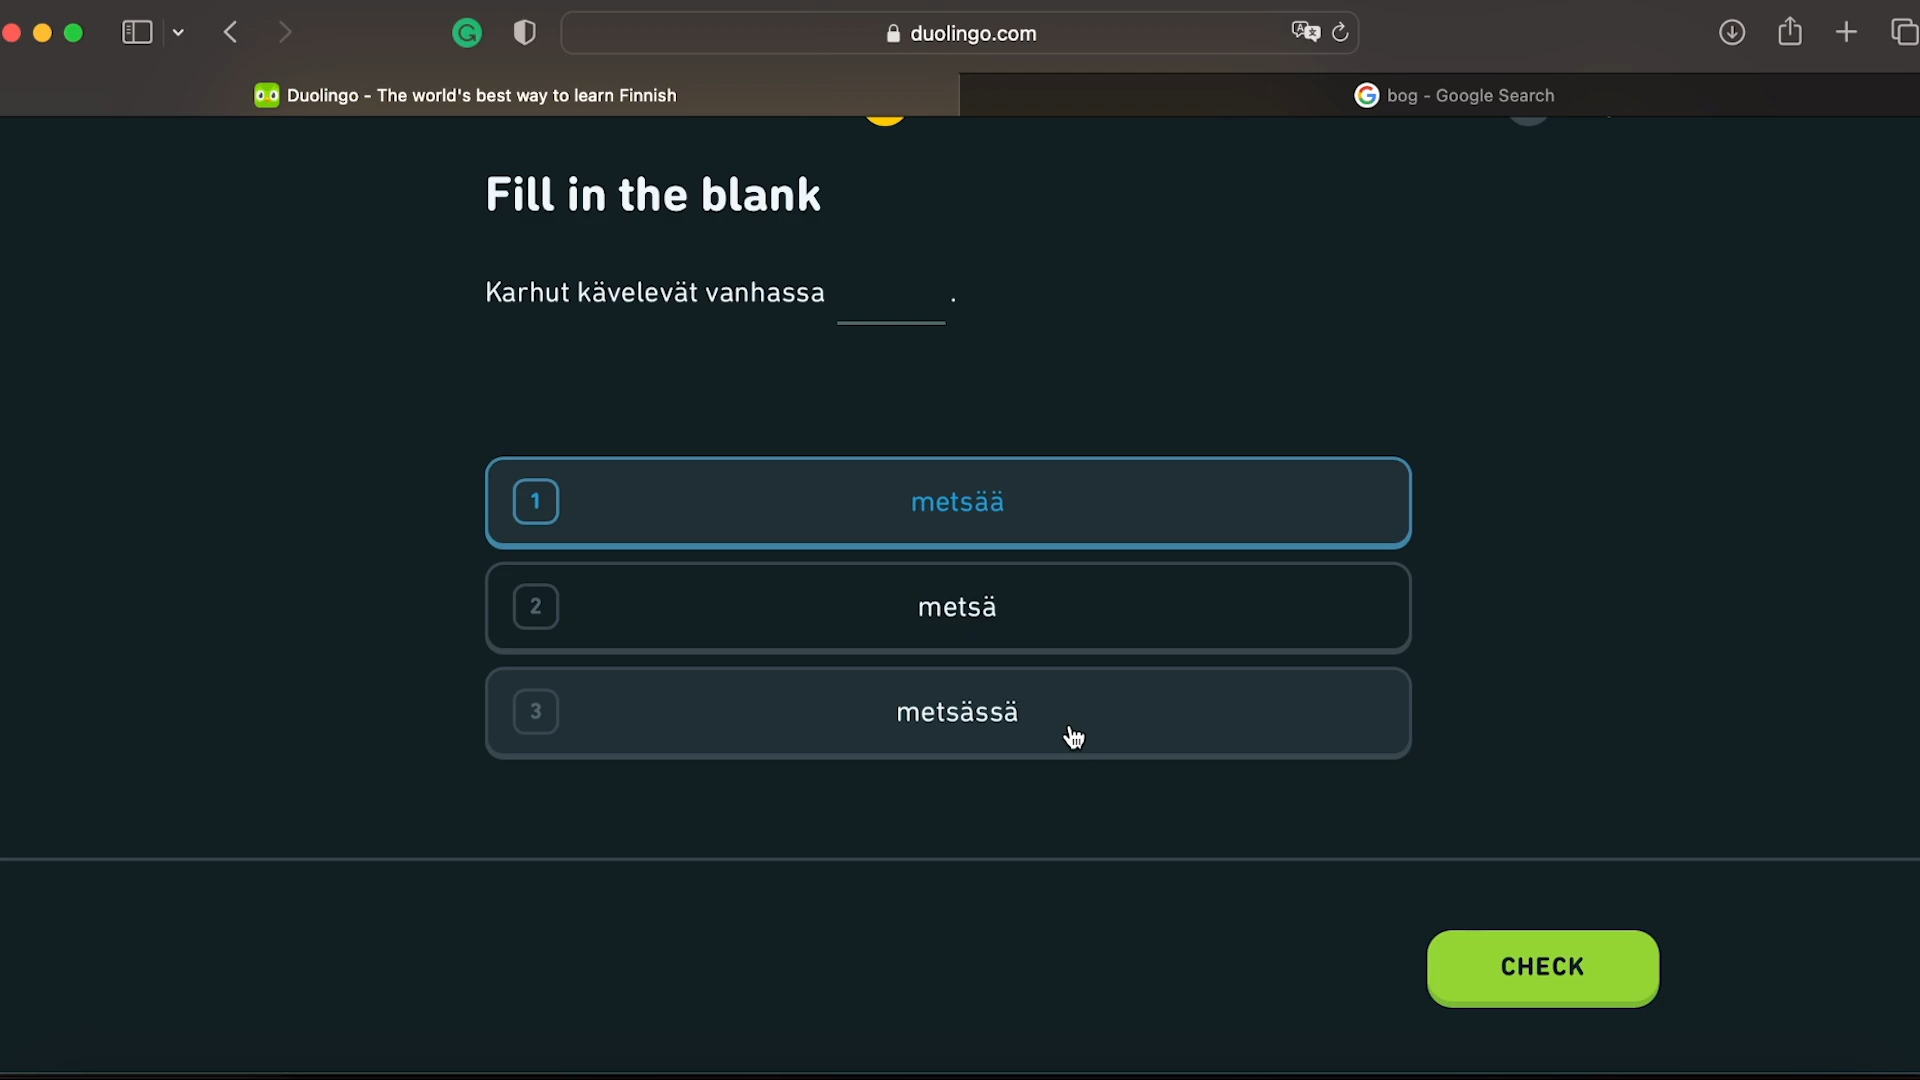 duolingo.com
Duolingo - The world's best way to learn Finnish
bog - Google Search
Fill in the blank
Karhut kävelevät vanhassa ______ .
1 metsää
2 metsä
3 metsässä
CHECK